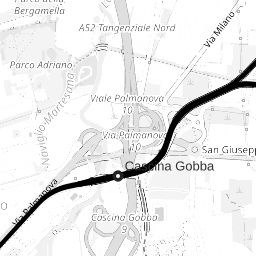 Parco della
Bergamella
A52 Tangenziale Nord
Via Milano
Parco Adriano
Naviglio Martesana
Viale Palmanova
10
Via Palmanova
10
San Giusepp
Cascina Gobba
Via Palmanova
Cascina Gobba
9